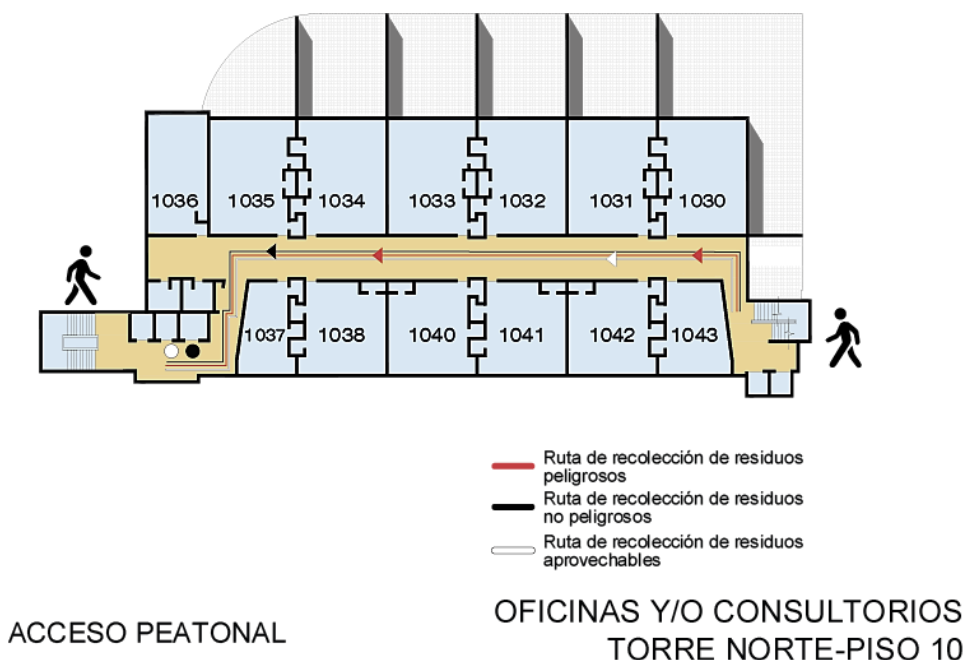 1036
1035
1034
1033
1032
1031
1030
1037
1038
1040
1041
1042
1043
Ruta de recolección de residuos
peligrosos
Ruta de recolección de residuos
no peligrosos
Ruta de recolección de residuos
aprovechables
ACCESO PEATONAL
OFICINAS Y/O CONSULTORIOS
TORRE NORTE-PISO 10